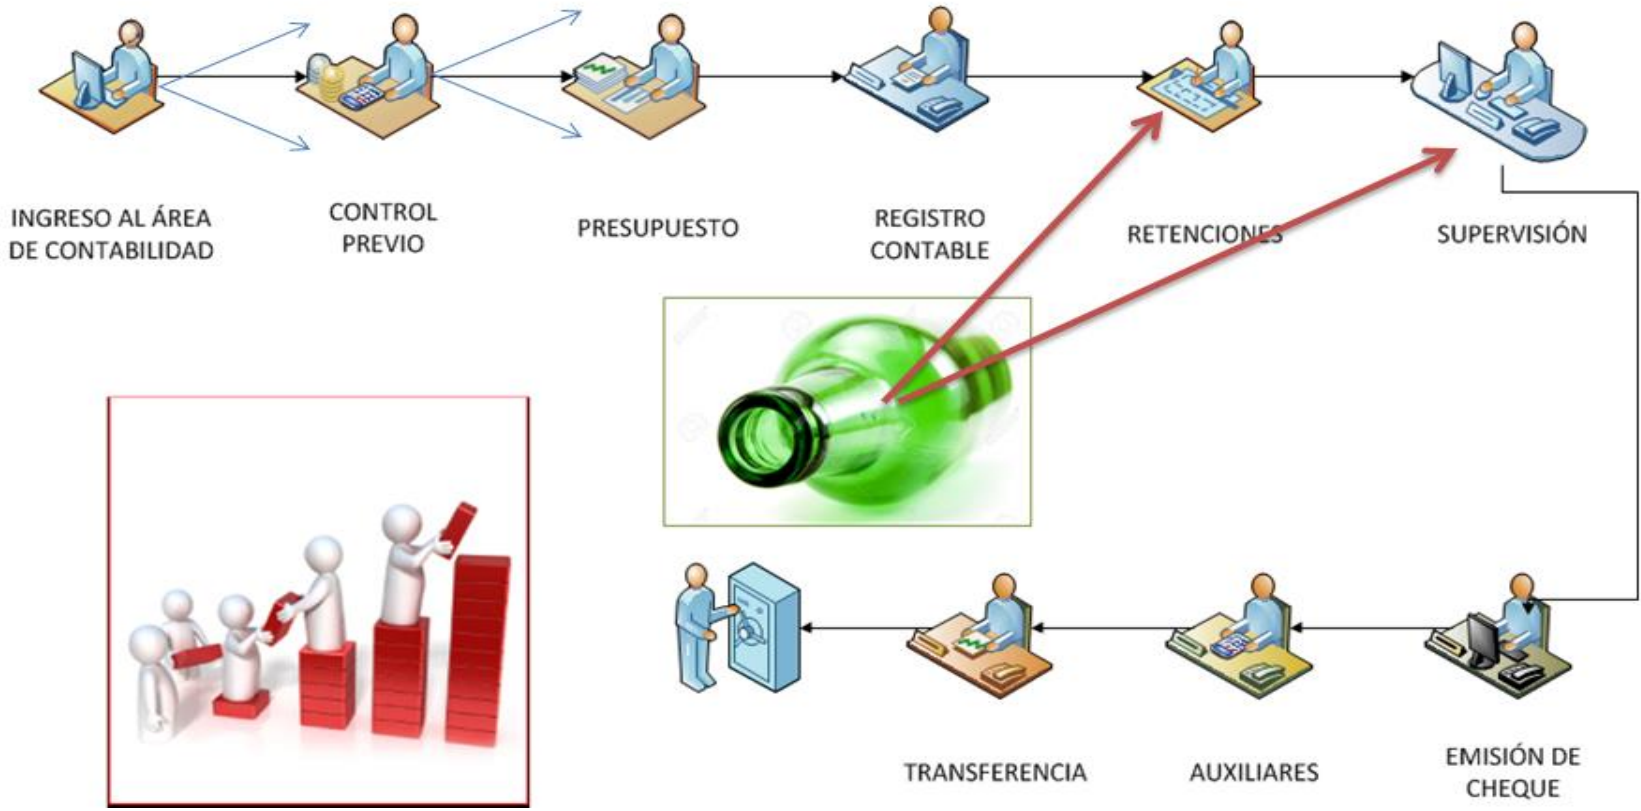 INGRESO AL ÁREA
DE CONTABILIDAD
CONTROL
PREVIO
PRESUPUESTO
REGISTRO
CONTABLE
RETENCIONES
SUPERVISIÓN
TRANSFERENCIA
AUXILIARES
EMISIÓN DE
CHEQUE